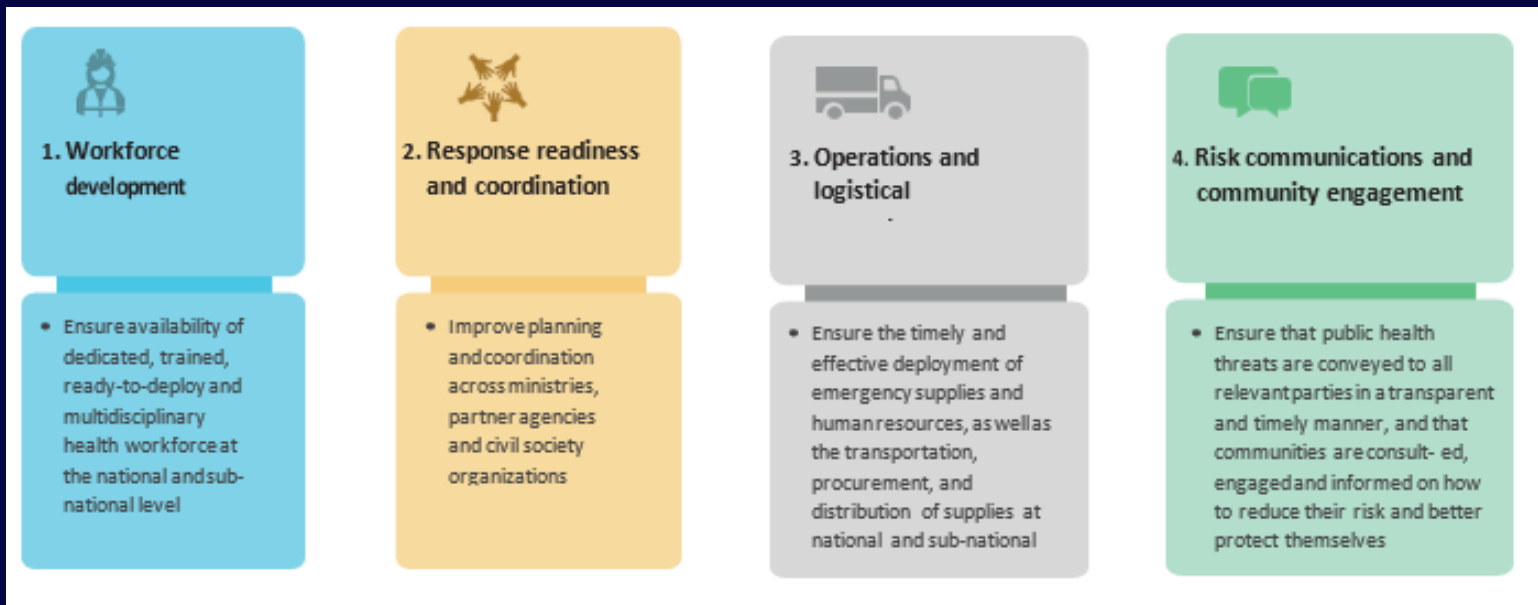 1. Workforce
development
• Ensure availability of
dedicated, trained,
ready-to-deploy and
multidisciplinary
health workforce at
the national and sub-
national level
2. Response readiness
and coordination
• Improve planning
and coordination
across ministries,
partner agencies
and civil society
organizations
3. Operations and
logistical
• Ensure the timely and
effective deployment of
emergency supplies and
human resources, as well as
the transportation,
procurement, and
distribution of supplies at
national and sub-national
4. Risk communications and
community engagement
• Ensure that public health
threats are conveyed to all
relevant parties in a transparent
and timely manner, and that
communities are consult- ed,
engaged and informed on how
to reduce their risk and better
protect themselves